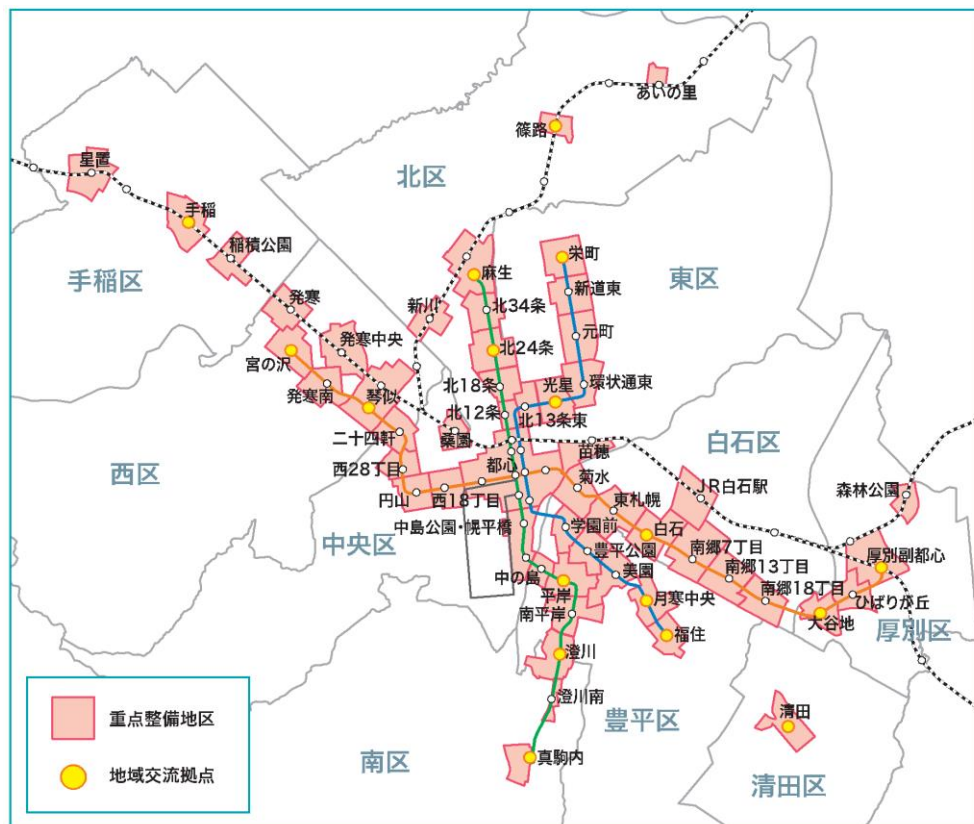 あいの里
篠路
北区
星置
手稲
稲積公園
手稲区
発寒
新川
麻生
栄町
新道東
東区
北34条
元町
発寒中央
宮の沢
北24条
発寒南
琴似
北18条
光星
環状通東
北12条
北13条東
二十四軒
桑園
苗穂
白石区
西区
西28丁目
都心
菊水
JR白石駅
森林公園
円山
西18丁目
東札幌
中島公園・幌平橋
学園前
白石
中央区
豊平公園
南郷7丁目
厚別副都心
中の島
美園
南郷13丁目
平岸
月寒中央
南郷18丁目
ひばりが丘
南平岸
大谷地
厚別区
福住
澄川
澄川南
豊平区
清田
重点整備地区
真駒内
南区
地域交流拠点
清田区